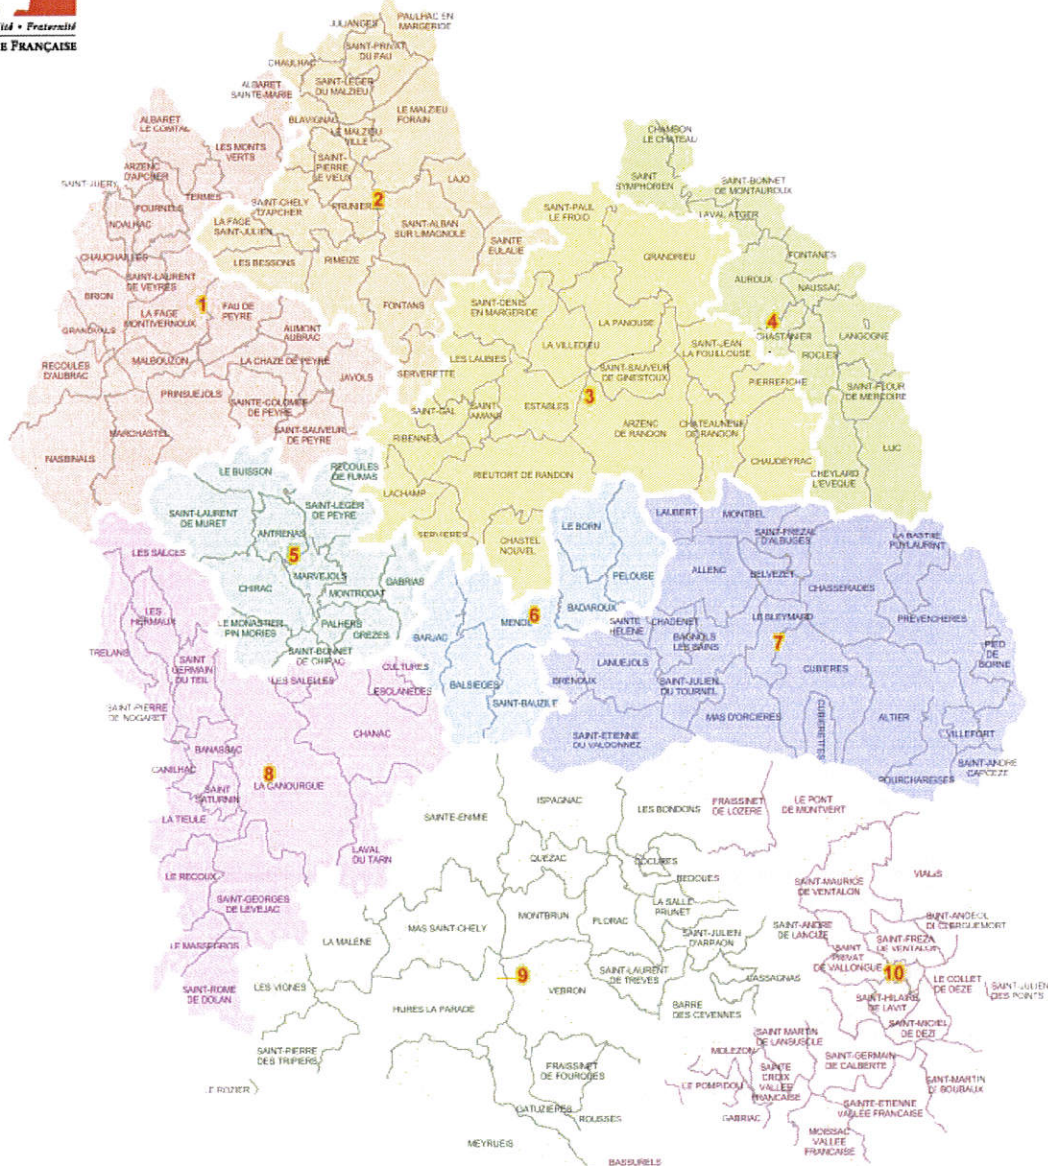 ité • Fraternité
E FRANÇAISE
PAULHAC EN
MARGERIDE
JULIANGES
SAINT-PRIVAT
DU FAU
CHAULHAC
SAINT-LEGER
DU MALZIEU
ALBARET
SAINTE-MARIE
LE MALZIEU
FORAIN
BLAVIGNAC
LE MALZIEU
VILLE
ALBARET
LE COMTAL
LES MONTS
VERTS
SAINT-
PIERRE
LE VIEUX
LAJO
ARZENC
D'APCHER
SAINT-JUERY
TERMES
FOURNELS
NOALHAC
SAINT-CHELY
D'APCHER
PRUNIER
2
LA FAGE
SAINT-JULIEN
SAINT-ALBAN
SUR LIMAGNOLE
SAINTE
EULALIE
LES BESSONS
RIMEIZE
FONTANS
CHAUCHAILLES
SAINT-LAURENT
DE VEYRES
BRION
1
LA FAGE
MONTIVERNOUX
FAU DE
PEYRE
GRANDVALS
AUMONT
AUBRAC
RECOULES
D'AUBRAC
MALBOUZON
LA CHAZE DE PEYRE
JAVOLS
PRINSUEJOLS
SAINTE-COLOMBE
DE PEYRE
MARCHASTEL
SAINT-SAUVEUR
DE PEYRE
NASBINALS
SERVERETTE
CHAMBON
LE CHATEAU
SAINT
SYMPHORIEN
SAINT-BONNET
DE MONTAUROUX
LAVAL ATGER
FONTANES
AUROUX
NAUSSAC
4
CHASTANIER
LANGOGNE
ROCLES
SAINT-FLOUR
DE MERCOIRE
LUC
CHEYLARD
L'EVEQUE
SAINT-PAUL
LE FROID
GRANDRIEU
SAINT-DENIS
EN MARGERIDE
LA PANOUSE
LA VILLEDIEU
SAINT-JEAN
LA FOUILLOUSE
LES LAUBIES
SAINT-SAUVEUR
DE GINESTOUX
PIERREFICHE
3
SAINT-GAL
SAINT
AMANS
ESTABLES
ARZENC
DE RANDON
CHATEAUNEUF
DE RANDON
RIBENNES
RIEUTORT DE RANDON
CHAUDEYRAC
LACHAMP
SERVIERES
CHASTEL
NOUVEL
LE BUISSON
RECOULES
DE FUMAS
SAINT-LAURENT
DE MURET
SAINT-LEGER
DE PEYRE
ANTRENAS
5
MARVEJOLS
CHIRAC
GABRIAS
MONTRODAT
LE MONASTIER
PIN MORIES
PALHERS
GREZES
SAINT-BONNET
DE CHIRAC
LE BORN
PELOUSE
6
MENDE
BADAROUX
BARJAC
BALSIEGES
SAINT-BAUZILE
LAUBERT
MONTBEL
SAINT-FREZAL
D'ALBUGES
LA BASTIDE
PUYLAURENT
ALLENC
BELVEZET
CHASSERADES
SAINTE
HELENE
CHADENET
LE BLEYMARD
PREVENCHERES
BAGNOLS
LES BAINS
7
PIED
DE
BORNE
LANUEJOLS
CUBIERES
BRENOUX
SAINT-JULIEN
DU TOURNEL
MAS D'ORCIERES
CUBIERETTES
ALTIER
VILLEFORT
SAINT-ETIENNE
DU VALDONNEZ
SAINT-ANDRE
CAPCEZE
POURCHARESSES
LES SALCES
LES
HERMAUX
TRELANS
SAINT
GERMAIN
DU TEIL
LES SALELLES
CULTURES
ESCLANEDES
SAINT-PIERRE
DE NOGARET
CHANAC
BANASSAC
CANILHAC
8
LA CANOURGUE
SAINT
SATURNIN
LA TIEULE
LAVAL
DU TARN
LE RECOUX
SAINT-GEORGES
DE LEVEJAC
LE MASSEGROS
SAINT-ROME
DE DOLAN
ISPAGNAC
SAINTE-ENIMIE
LES BONDONS
QUEZAC
COCURES
BEDOUES
MONTBRUN
FLORAC
LA SALLE
PRUNET
MAS SAINT-CHELY
LA MALÈNE
SAINT-JULIEN
D'ARPAON
SAINT-LAURENT
DE TREVES
CASSAGNAS
9
LES VIGNES
VEBRON
HURES LA PARADE
BARRE
DES CEVENNES
SAINT-PIERRE
DES TRIPIERS
FRAISSINET
DE FOURQUES
LE ROZIER
GATUZIERES
ROUSSES
MEYRUEIS
BASSURELS
FRAISSINET
DE LOZERE
LE PONT
DE MONTVERT
SAINT-MAURICE
DE VENTALON
VIALAS
SAINT-ANDRE
DE LANCIZE
SAINT-ANDEOL
DE CLERGUEMORT
SAINT-FREZAL
DE VENTALON
SAINT
PRIVAT
DE VALLONGUE
10
LE COLLET
DE DEZE
SAINT-JULIEN
DES POINTS
SAINT-HILAIRE
DE LAVIT
SAINT-MICHEL
DE DEZE
SAINT MARTIN
DE LANSUSCLE
MOLEZON
SAINT-GERMAIN
DE CALBERTE
LE POMPIDOU
SAINTE
CROIX
VALLEE
FRANCAISE
SAINT-MARTIN
DE BOUBAUX
GABRIAC
SAINTE-ETIENNE
VALLEE FRANCAISE
MOISSAC
VALLEE
FRANCAISE